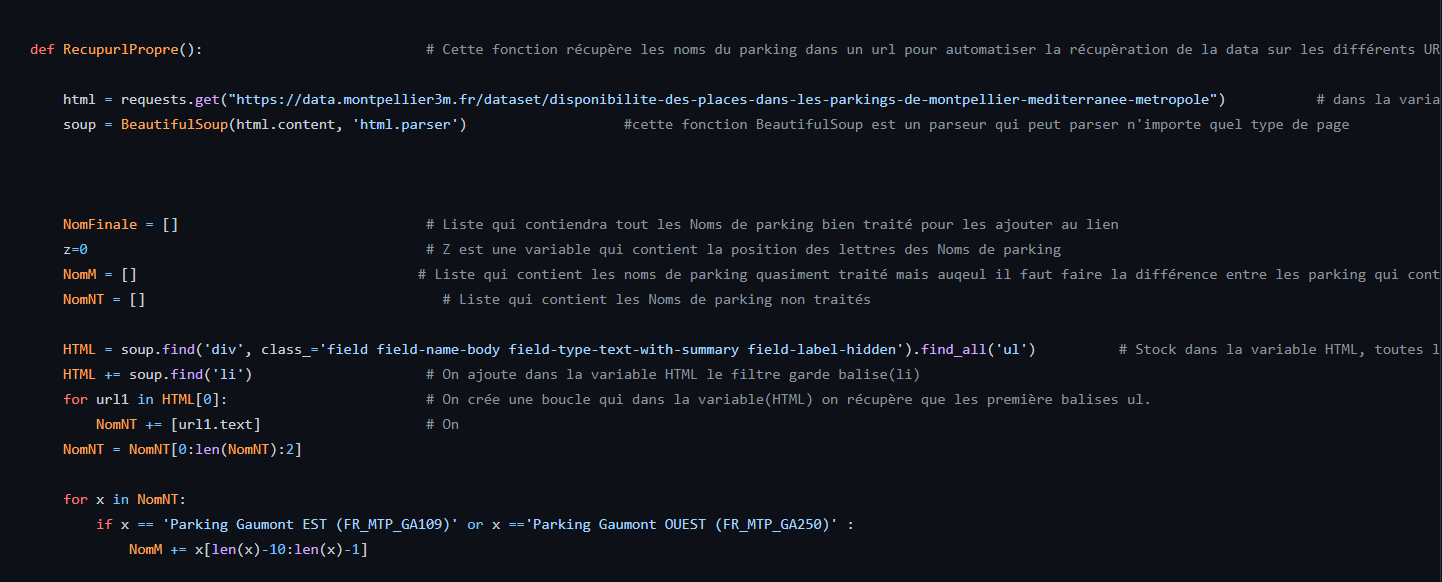 def RecupurlPropre(): # Cette fonction récupère les noms du parking dans un url pour automatiser la récupèration de la data sur les différents UR
html = requests.get("https://data.montpellier3m.fr/dataset/disponibilite-des-places-dans-les-parkings-de-montpellier-mediterranee-metropole") # dans la varia
soup = BeautifulSoup(html.content, 'html.parser') #cette fonction BeautifulSoup est un parseur qui peut parser n'importe quel type de page
NomFinale = [] # Liste qui contiendra tout les Noms de parking bien traité pour les ajouter au lien
z=0 # Z est une variable qui contient la position des lettres des Noms de parking
NomM = [] # Liste qui contient les noms de parking quasiment traité mais auqeul il faut faire la différence entre les parking qui cont
NomNT = [] # Liste qui contient les Noms de parking non traités
HTML = soup.find('div', class_='field field-name-body field-type-text-with-summary field-label-hidden').find_all('ul') # Stock dans la variable HTML, toutes l
HTML += soup.find('li') # On ajoute dans la variable HTML le filtre garde balise(li)
for url1 in HTML[0]: # On crée une boucle qui dans la variable(HTML) on récupère que les première balises ul.
NomNT += [url1.text] # On
NomNT = NomNT[0:len(NomNT):2]
for x in NomNT:
if x == 'Parking Gaumont EST (FR_MTP_GA109)' or x =='Parking Gaumont OUEST (FR_MTP_GA250)' :
NomM += x[len(x)-10:len(x)-1]